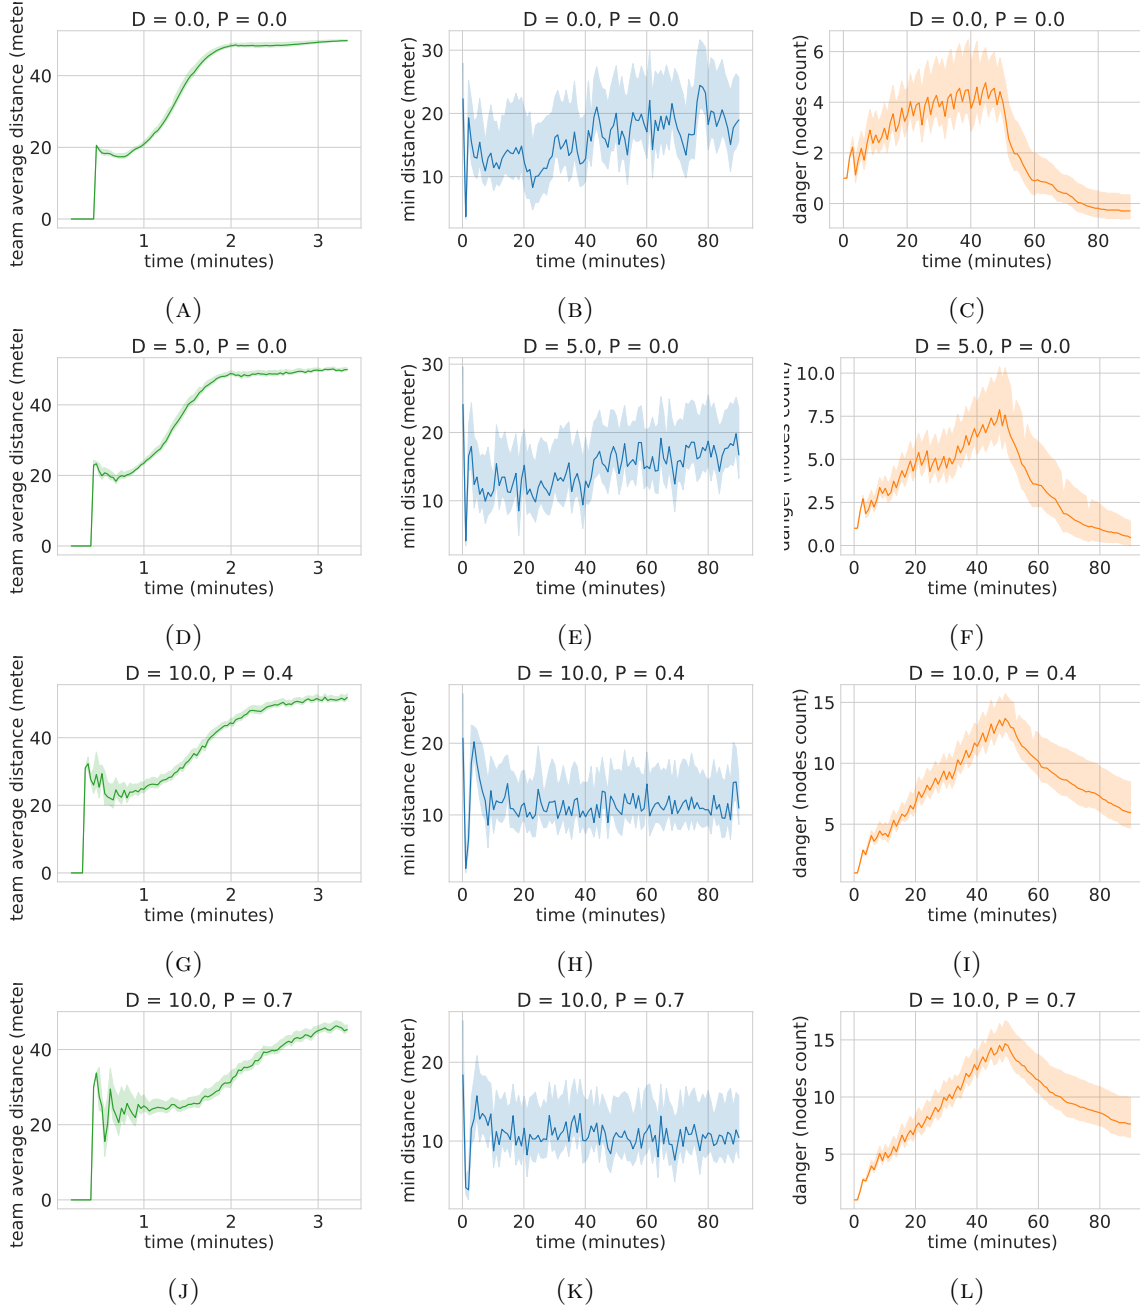 D = 0.0, P = 0.0
team average distance (meter
40
20
0
1 2 3
time (minutes)
(A)
D = 0.0, P = 0.0
min distance (meter)
30
20
10
0 20 40 60 80
time (minutes)
(B)
D = 0.0, P = 0.0
danger (nodes count)
6
4
2
0
0 20 40 60 80
time (minutes)
(C)
D = 5.0, P = 0.0
team average distance (meter
40
20
0
1 2 3
time (minutes)
(D)
D = 5.0, P = 0.0
min distance (meter)
30
20
10
0 20 40 60 80
time (minutes)
(E)
D = 5.0, P = 0.0
danger (nodes count)
10.0
7.5
5.0
2.5
0.0
0 20 40 60 80
time (minutes)
(F)
D = 10.0, P = 0.4
team average distance (meter
40
20
0
1 2 3
time (minutes)
(G)
D = 10.0, P = 0.4
min distance (meter)
20
10
0 20 40 60 80
time (minutes)
(H)
D = 10.0, P = 0.4
danger (nodes count)
15
10
5
0 20 40 60 80
time (minutes)
(I)
D = 10.0, P = 0.7
team average distance (meter
40
20
0
1 2 3
time (minutes)
(J)
D = 10.0, P = 0.7
min distance (meter)
20
10
0 20 40 60 80
time (minutes)
(K)
D = 10.0, P = 0.7
danger (nodes count)
15
10
5
0 20 40 60 80
time (minutes)
(L)